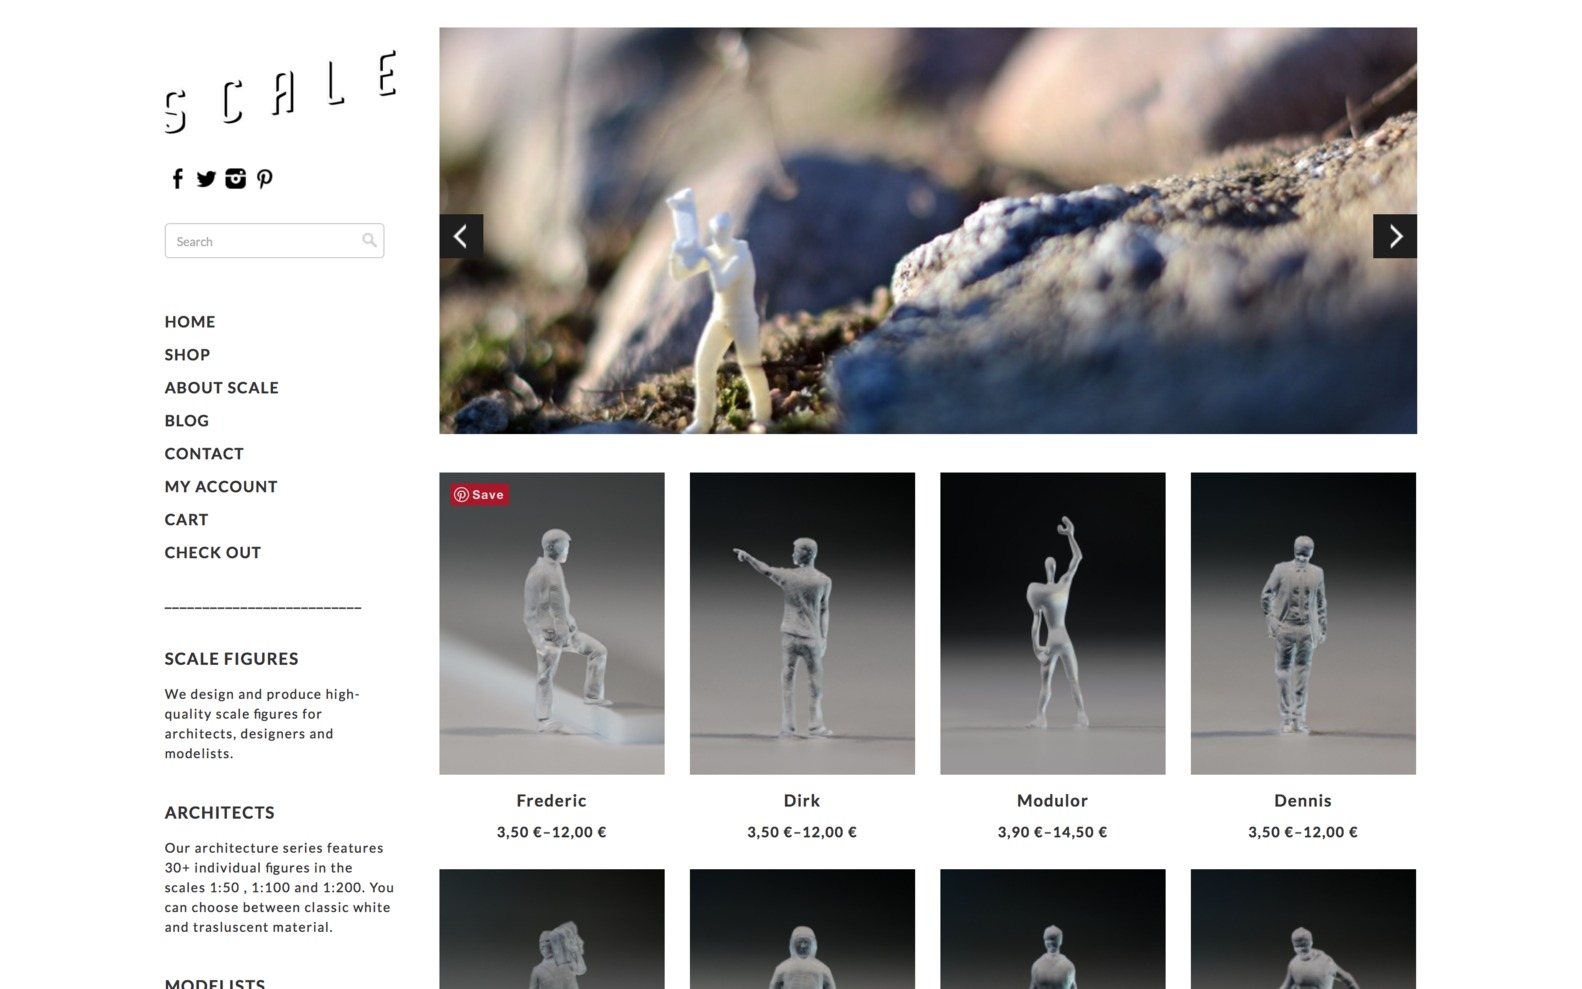 SCALE
Search
HOME
SHOP
ABOUT SCALE
BLOG
CONTACT
MY ACCOUNT
CART
CHECK OUT
__________________________
SCALE FIGURES
We design and produce high-
quality scale figures for
architects, designers and
modelists.
ARCHITECTS
Our architecture series features
30+ individual figures in the
scales 1:50 , 1:100 and 1:200. You
can choose between classic white
and trasluscent material.
MODELISTS
Save
Frederic
3,50 €–12,00 €
Dirk
3,50 €–12,00 €
Modulor
3,90 €–14,50 €
Dennis
3,50 €–12,00 €